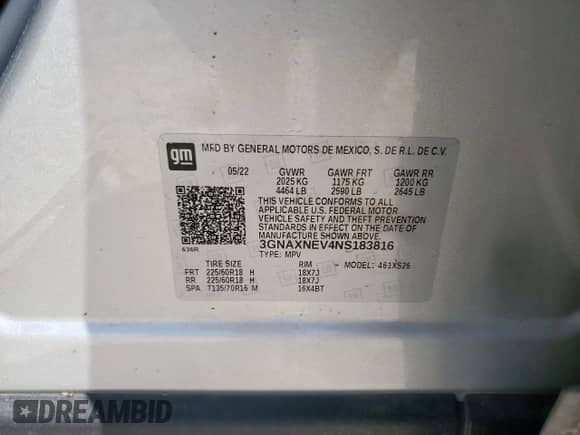 gm
MFD BY GENERAL MOTORS DE MEXICO, S. DE R.L. DE C.V.
05/22 GVWR GAWR FRT GAWR RR
2025 KG 1175 KG 1200 KG
4464 LB 2590 LB 2645 LB
THIS VEHICLE CONFORMS TO ALL
APPLICABLE U.S. FEDERAL MOTOR
VEHICLE SAFETY AND THEFT PREVENTION
STANDARDS IN EFFECT ON THE DATE OF
MANUFACTURE SHOWN ABOVE.
3GNAXNEV4NS183816
636R TYPE: MPV
TIRE SIZE RIM MODEL: 461XS26
FRT 225/60R18 H 18X7J
RR 225/60R18 H 18X7J
SPA T135/70R16 M 16X4BT
DREAMBID